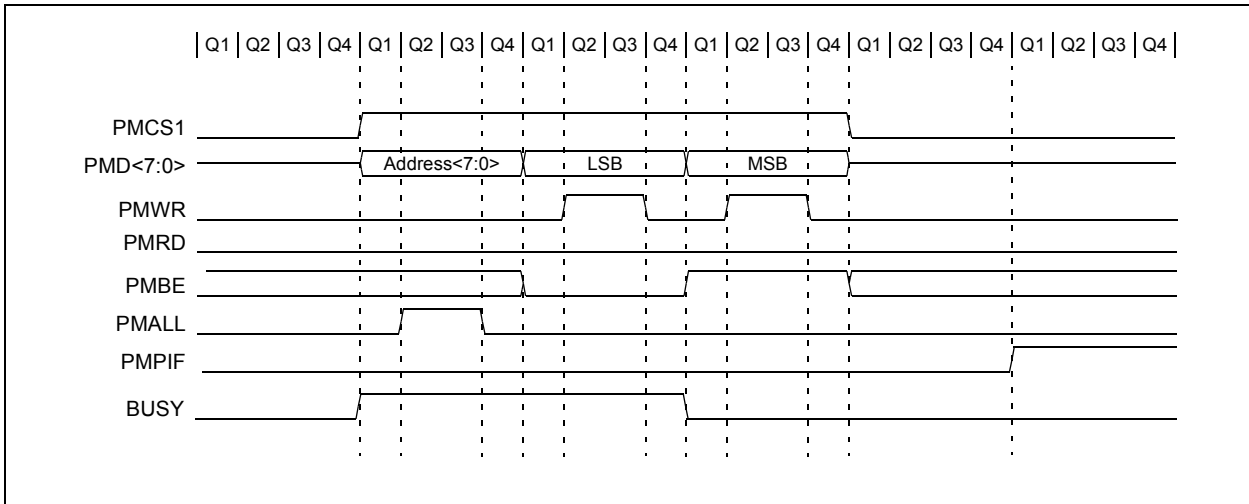 Q1 Q2 Q3 Q4 Q1 Q2 Q3 Q4 Q1 Q2 Q3 Q4 Q1 Q2 Q3 Q4 Q1 Q2 Q3 Q4 Q1 Q2 Q3 Q4
PMCS1
PMD<7:0> Address<7:0> LSB MSB
PMWR
PMRD
PMBE
PMALL
PMPIF
BUSY